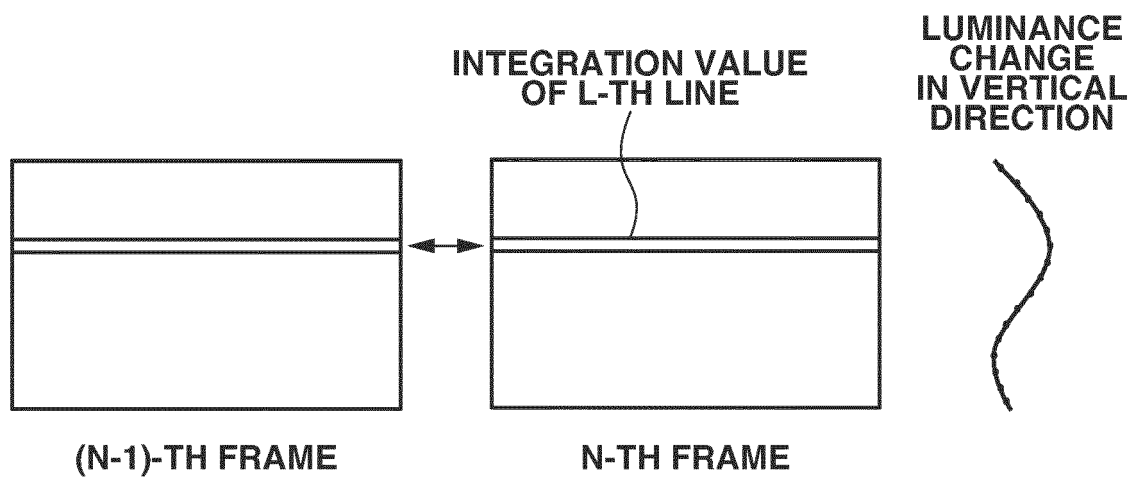 LUMINANCE
CHANGE
IN VERTICAL
DIRECTION
INTEGRATION VALUE
OF L-TH LINE
(N-1)-TH FRAME
N-TH FRAME